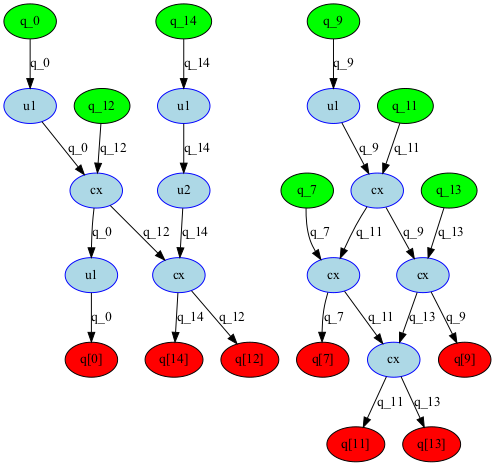 q_0 q_14 q_9
q_0 q_14 q_9
u1 q_12 u1 u1 q_11
q_0 q_12 q_14 q_9 q_11
cx u2 q_7 cx q_13
q_0 q_12 q_14 q_7 q_11 q_9 q_13
u1 cx cx cx
q_0 q_14 q_12 q_7 q_11 q_13 q_9
q[0] q[14] q[12] q[7] cx q[9]
q_11 q_13
q[11] q[13]